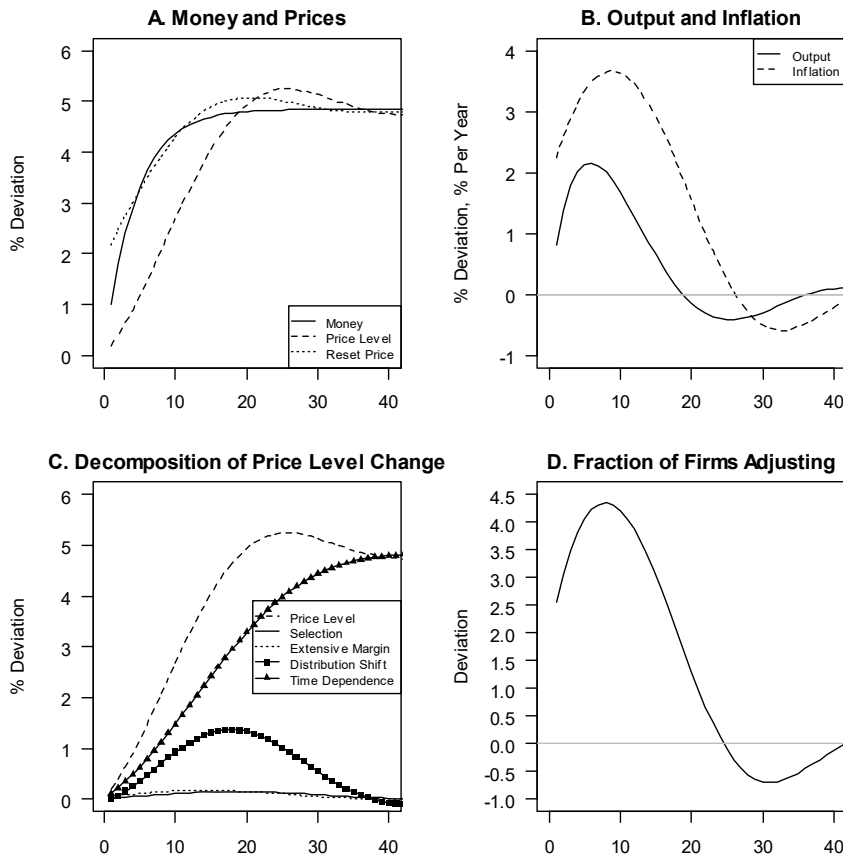 A. Money and Prices
% Deviation
6
5
4
3
2
1
0
Money
Price Level
Reset Price
0 10 20 30 40
B. Output and Inflation
% Deviation, % Per Year
4
3
2
1
0
-1
Output
Inflation
0 10 20 30 40
C. Decomposition of Price Level Change
% Deviation
6
5
4
3
2
1
0
Price Level
Selection
Extensive Margin
Distribution Shift
Time Dependence
0 10 20 30 40
D. Fraction of Firms Adjusting
Deviation
4.5
4.0
3.5
3.0
2.5
2.0
1.5
1.0
0.5
0.0
-0.5
-1.0
0 10 20 30 40